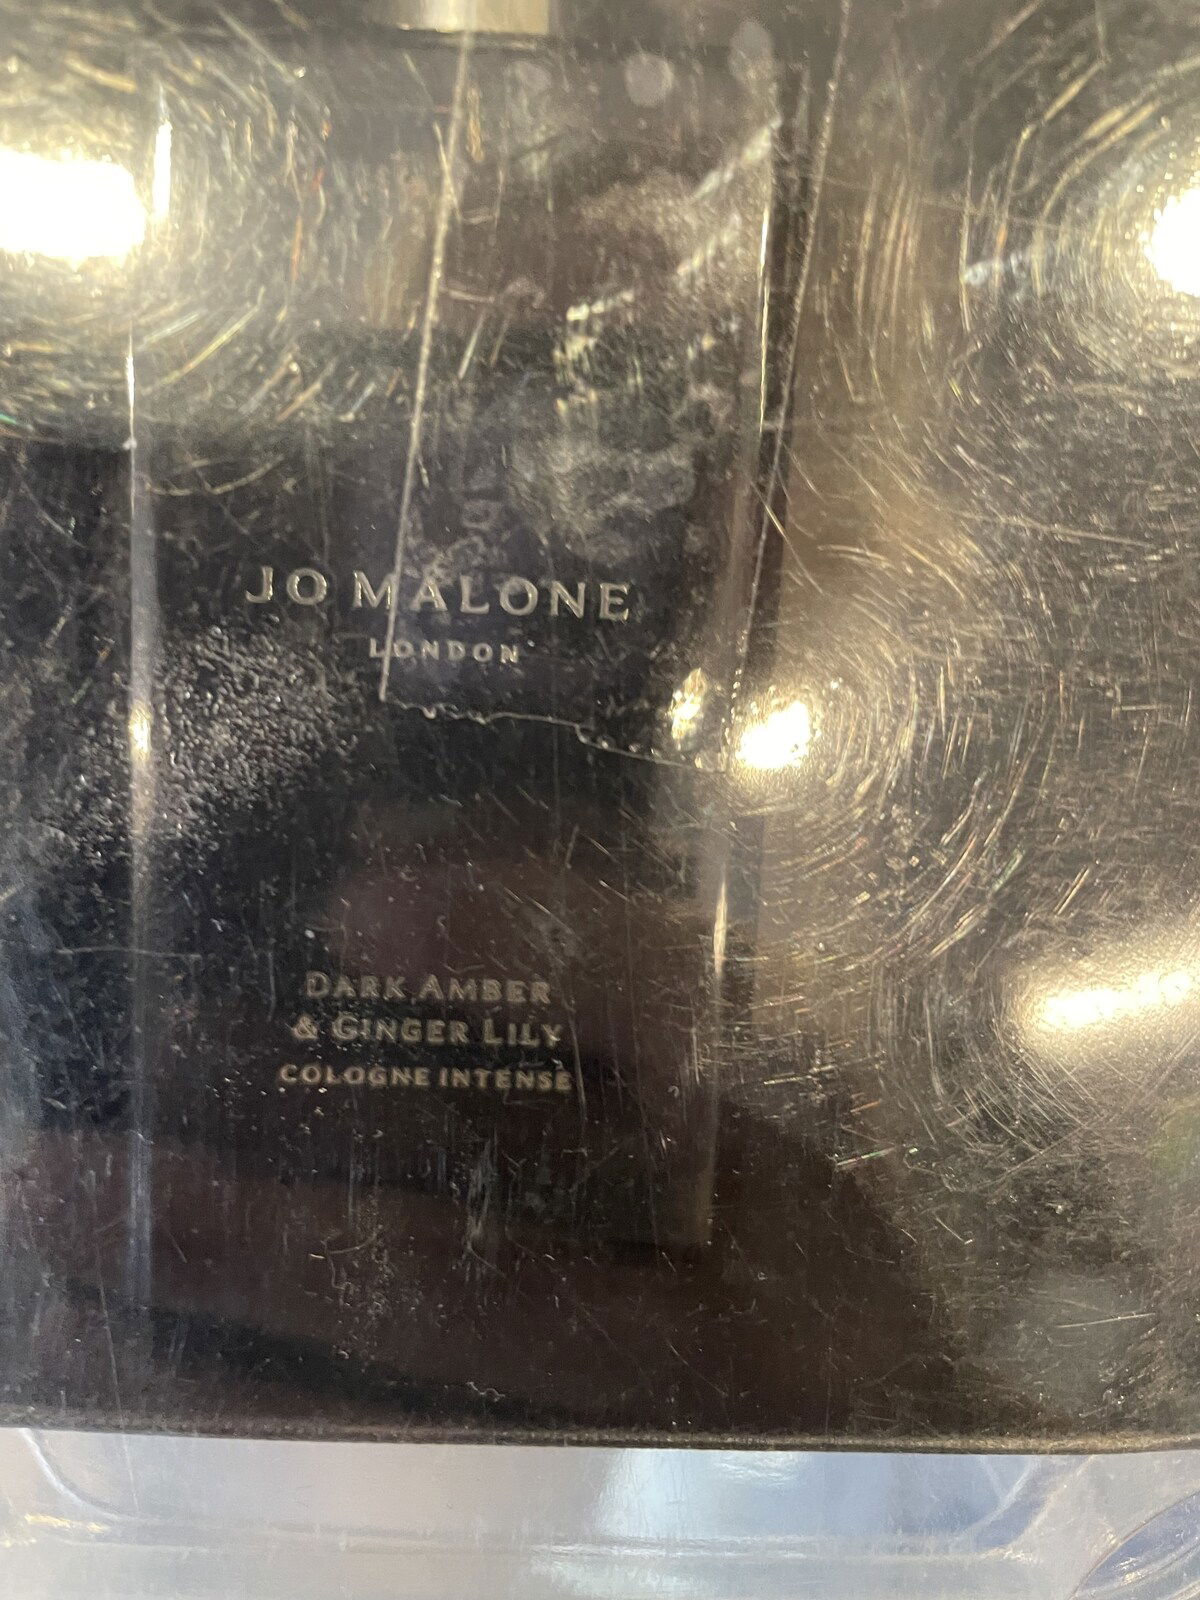 JO MALONE
LONDON
DARK AMBER
& GINGER LILY
COLOGNE INTENSE